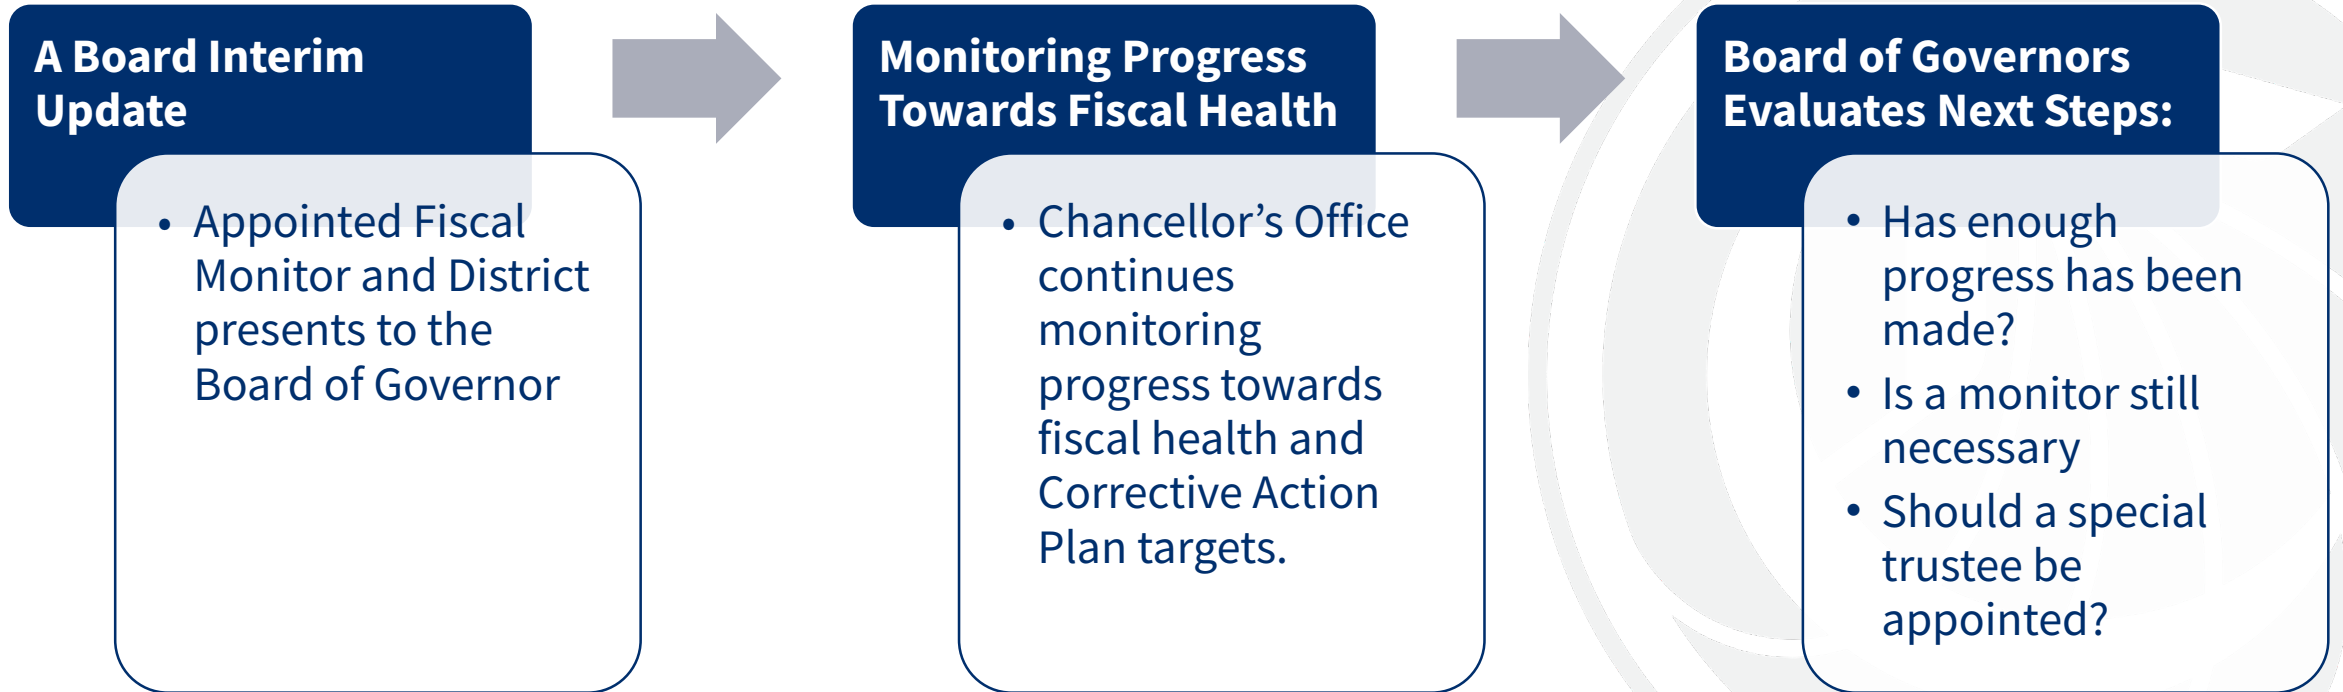 A Board Interim
Update
• Appointed Fiscal
Monitor and District
presents to the
Board of Governor
Monitoring Progress
Towards Fiscal Health
• Chancellor’s Office
continues
monitoring
progress towards
fiscal health and
Corrective Action
Plan targets.
Board of Governors
Evaluates Next Steps:
• Has enough
progress has been
made?
• Is a monitor still
necessary
• Should a special
trustee be
appointed?